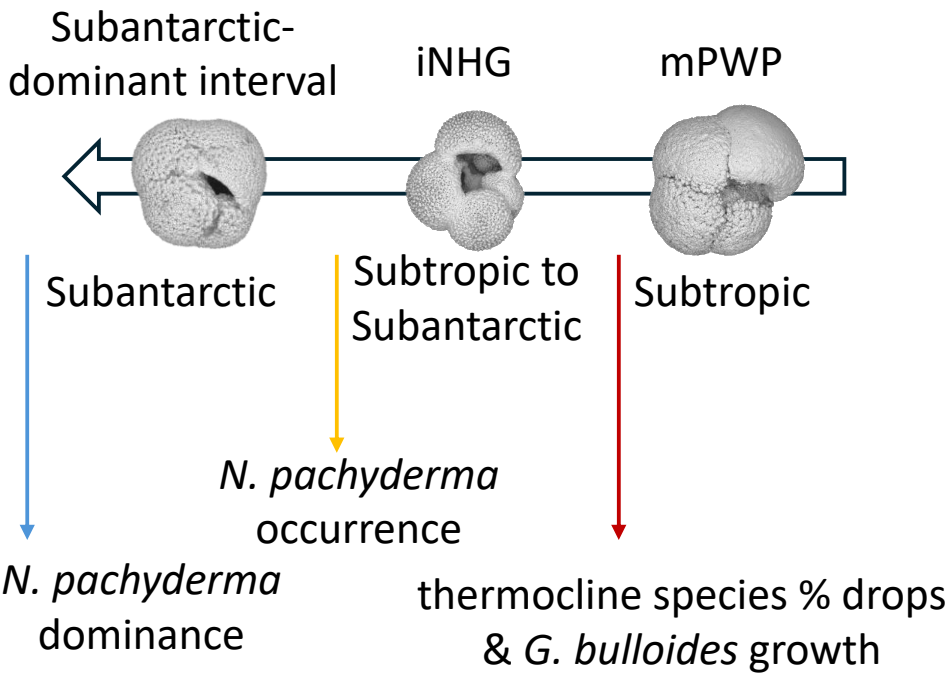 Subantarctic-
dominant interval
iNHG
mPWP
Subantarctic
Subtropic to
Subantarctic
Subtropic
N. pachyderma
occurrence
N. pachyderma
dominance
thermocline species % drops
& G. bulloides growth